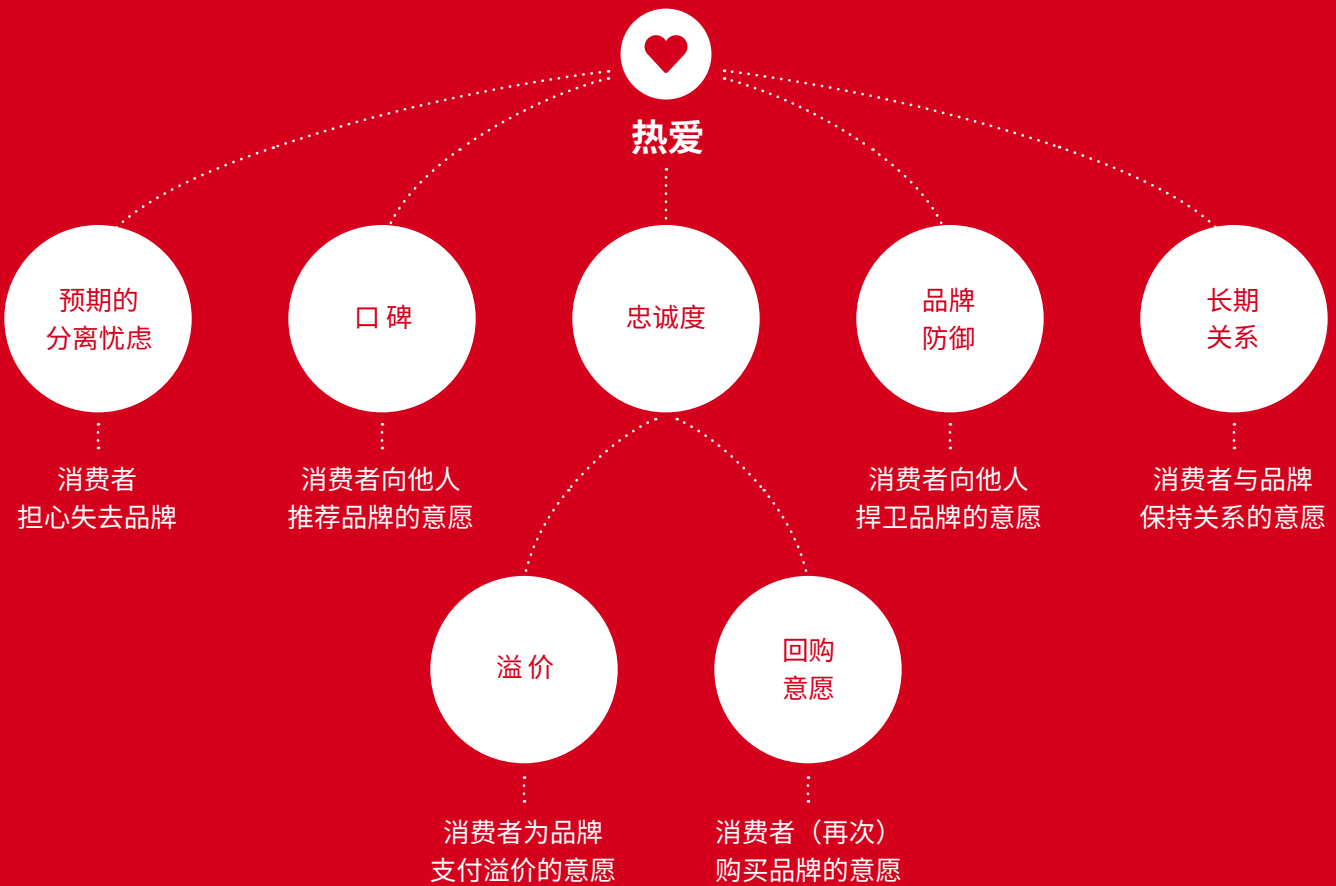 热爱
预期的
分离忧虑
口碑
忠诚度
品牌
防御
长期
关系
消费者
担心失去品牌
消费者向他人
推荐品牌的意愿
消费者向他人
捍卫品牌的意愿
消费者与品牌
保持关系的意愿
溢价
回购
意愿
消费者为品牌
支付溢价的意愿
消费者（再次）
购买品牌的意愿